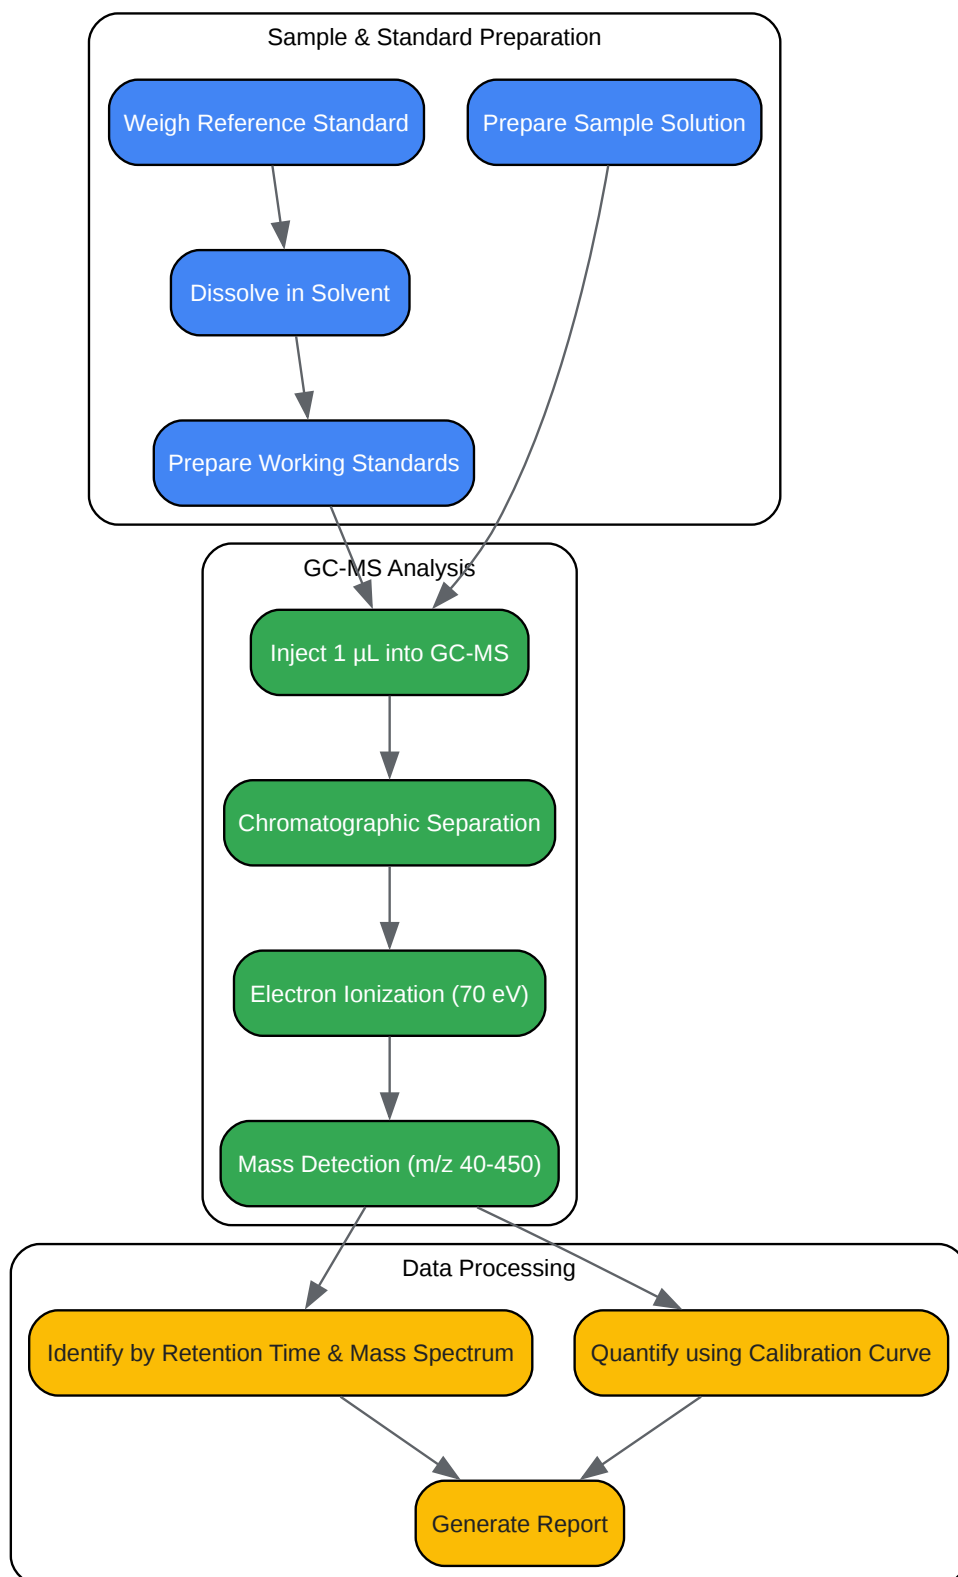 Sample & Standard Preparation
Weigh Reference Standard
Prepare Sample Solution
Dissolve in Solvent
Prepare Working Standards
GC-MS Analysis
Inject 1 µL into GC-MS
Chromatographic Separation
Electron Ionization (70 eV)
Mass Detection (m/z 40-450)
Data Processing
Identify by Retention Time & Mass Spectrum
Quantify using Calibration Curve
Generate Report